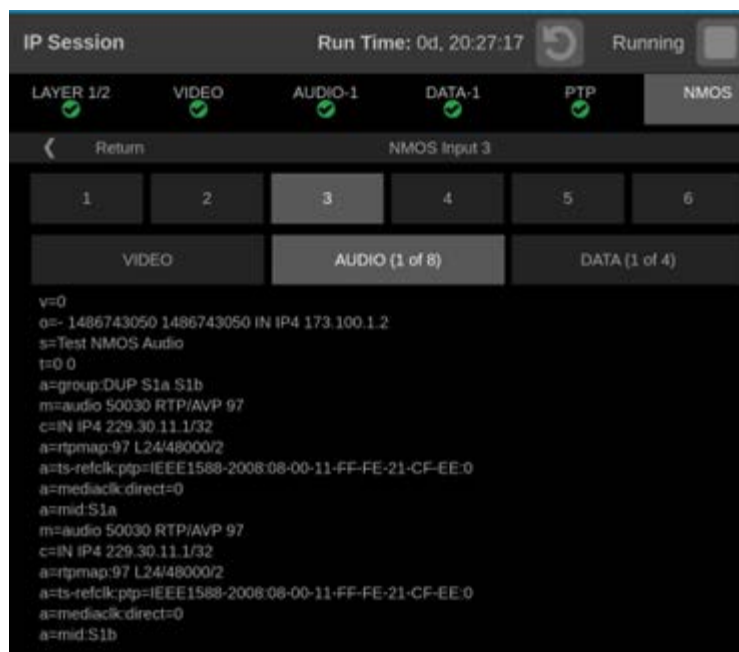 IP Session Run Time: 0d, 20:27:17 Running
LAYER 1/2 VIDEO AUDIO-1 DATA-1 PTP NMOS
Return NMOS Input 3
1 2 3 4 5 6
VIDEO AUDIO (1 of 8) DATA (1 of 4)
v=0
o=- 1486743050 1486743050 IN IP4 173.100.1.2
s=Test NMOS Audio
t=0 0
a=group:DUP S1a S1b
m=audio 50030 RTP/AVP 97
c=IN IP4 229.30.11.1/32
a=rtpmap:97 L24/48000/2
a=ts-refclk:ptp=IEEE1588-2008:08-00-11-FF-FE-21-CF-EE:0
a=mediaclk:direct=0
a=mid:S1a
m=audio 50030 RTP/AVP 97
c=IN IP4 229.30.11.1/32
a=rtpmap:97 L24/48000/2
a=ts-refclk:ptp=IEEE1588-2008:08-00-11-FF-FE-21-CF-EE:0
a=mediaclk:direct=0
a=mid:S1b